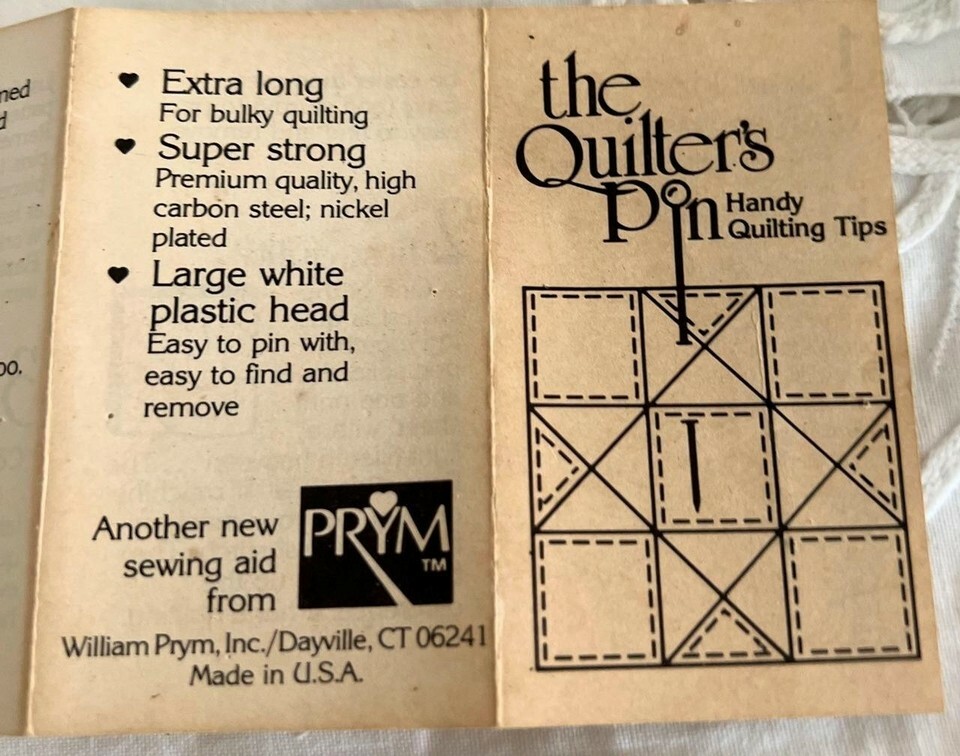 Extra long
For bulky quilting
Super strong
Premium quality, high
carbon steel; nickel
plated
Large white
plastic head
Easy to pin with,
easy to find and
remove
Another new
sewing aid
from
PRYM TM
William Prym, Inc./Dayville, CT 06241
Made in U.S.A.
the
Quilter's
Pin
Handy
Quilting Tips